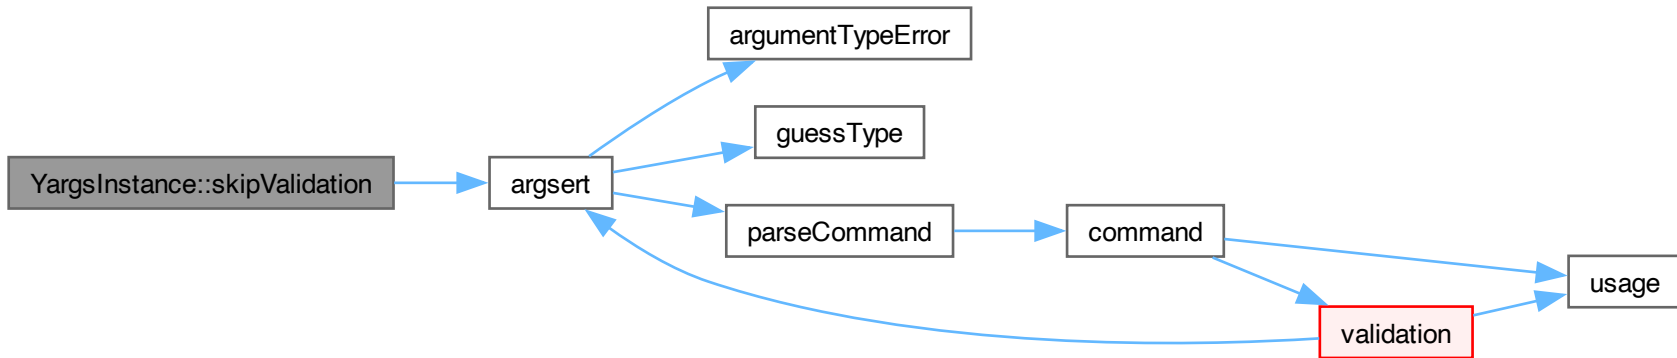 argumentTypeError
guessType
YargsInstance::skipValidation
argsert
parseCommand
command
usage
validation